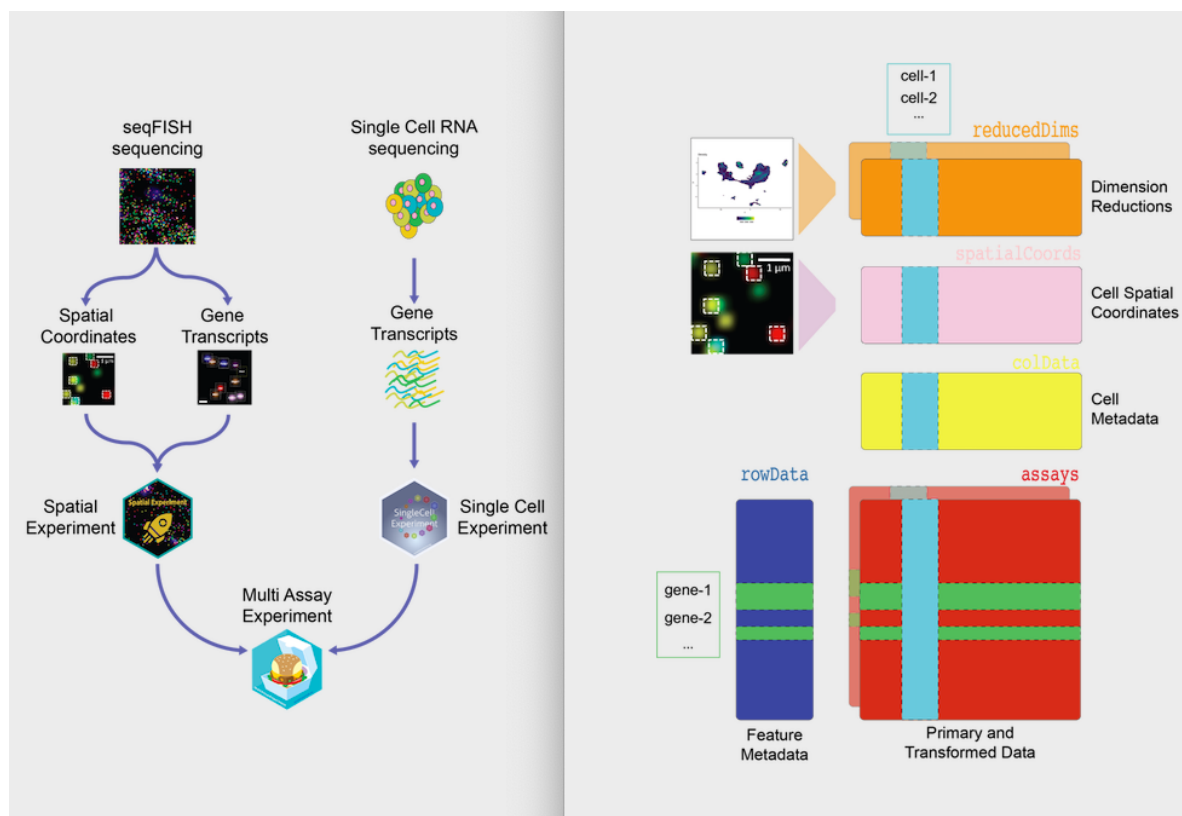 seqFISH
sequencing
Single Cell RNA
sequencing
Spatial
Coordinates
1 μm
Gene
Transcripts
Gene
Transcripts
Spatial
Experiment
Spatial Experiment
SingleCell
Experiment
Single Cell
Experiment
Multi Assay
Experiment
cell-1
cell-2
...
reducedDims
Dimension
Reductions
spatialCoords
1 μm
Cell Spatial
Coordinates
colData
Cell
Metadata
rowData
assays
gene-1
gene-2
...
Feature
Metadata
Primary and
Transformed Data